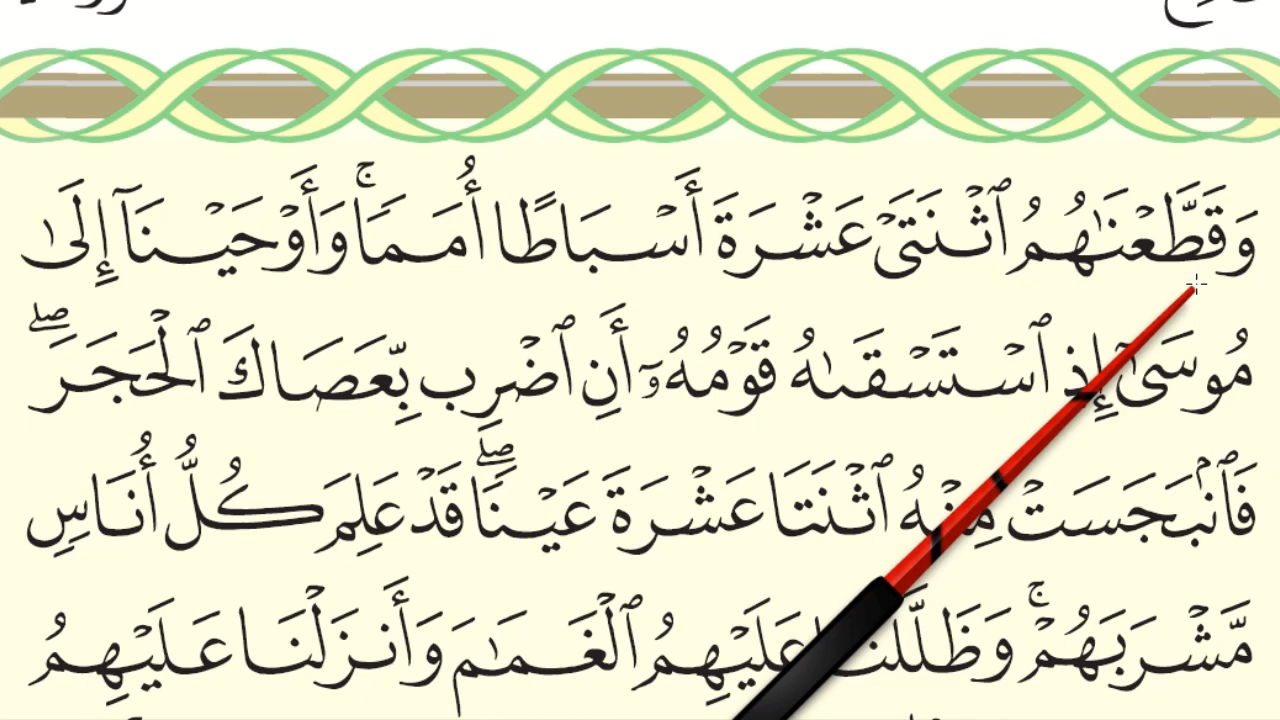 وَقَطَّعْنَٰهُمُ ٱثْنَتَىْ عَشْرَةَ أَسْبَاطًا أُمَمًا ۚ وَأَوْحَيْنَآ إِلَىٰ
مُوسَىٰٓ إِذِ ٱسْتَسْقَىٰهُ قَوْمُهُۥٓ أَنِ ٱضْرِب بِّعَصَاكَ ٱلْحَجَرَ ۖ
فَٱنۢبَجَسَتْ مِنْهُ ٱثْنَتَا عَشْرَةَ عَيْنًا ۖ قَدْ عَلِمَ كُلُّ أُنَاسٍ
مَّشْرَبَهُمْ ۚ وَظَلَّلْنَا عَلَيْهِمُ ٱلْغَمَٰمَ وَأَنزَلْنَا عَلَيْهِمُ